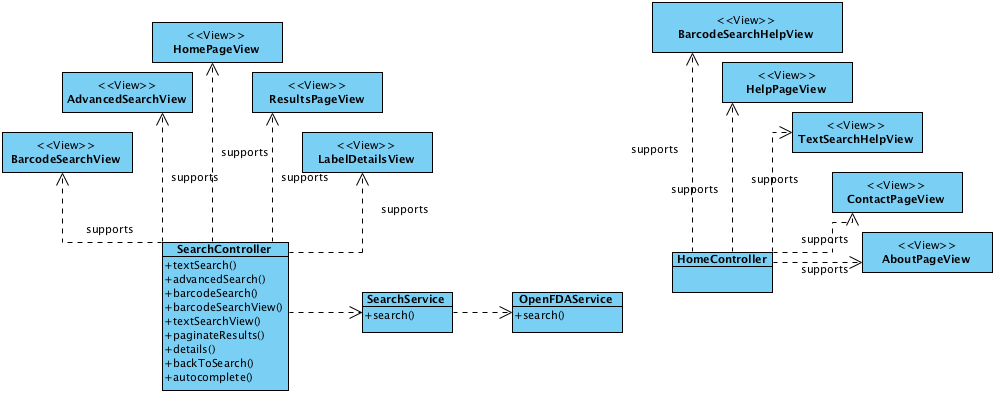 <<View>>
HomePageView
<<View>>
AdvancedSearchView
<<View>>
ResultsPageView
<<View>>
BarcodeSearchView
<<View>>
LabelDetailsView
supports
supports
supports
supports
supports
SearchController
+textSearch()
+advancedSearch()
+barcodeSearch()
+barcodeSearchView()
+textSearchView()
+paginateResults()
+details()
+backToSearch()
+autocomplete()
SearchService
+search()
OpenFDAService
+search()
<<View>>
BarcodeSearchHelpView
<<View>>
HelpPageView
<<View>>
TextSearchHelpView
<<View>>
ContactPageView
<<View>>
AboutPageView
supports
supports
supports
supports
supports
HomeController